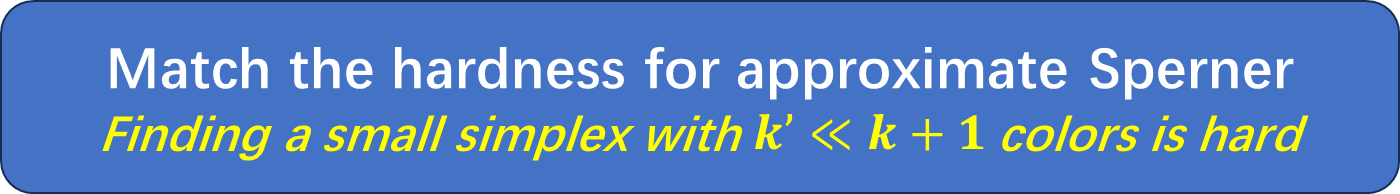 Match the hardness for approximate Sperner
Finding a small simplex with k’ ≪ k + 1 colors is hard